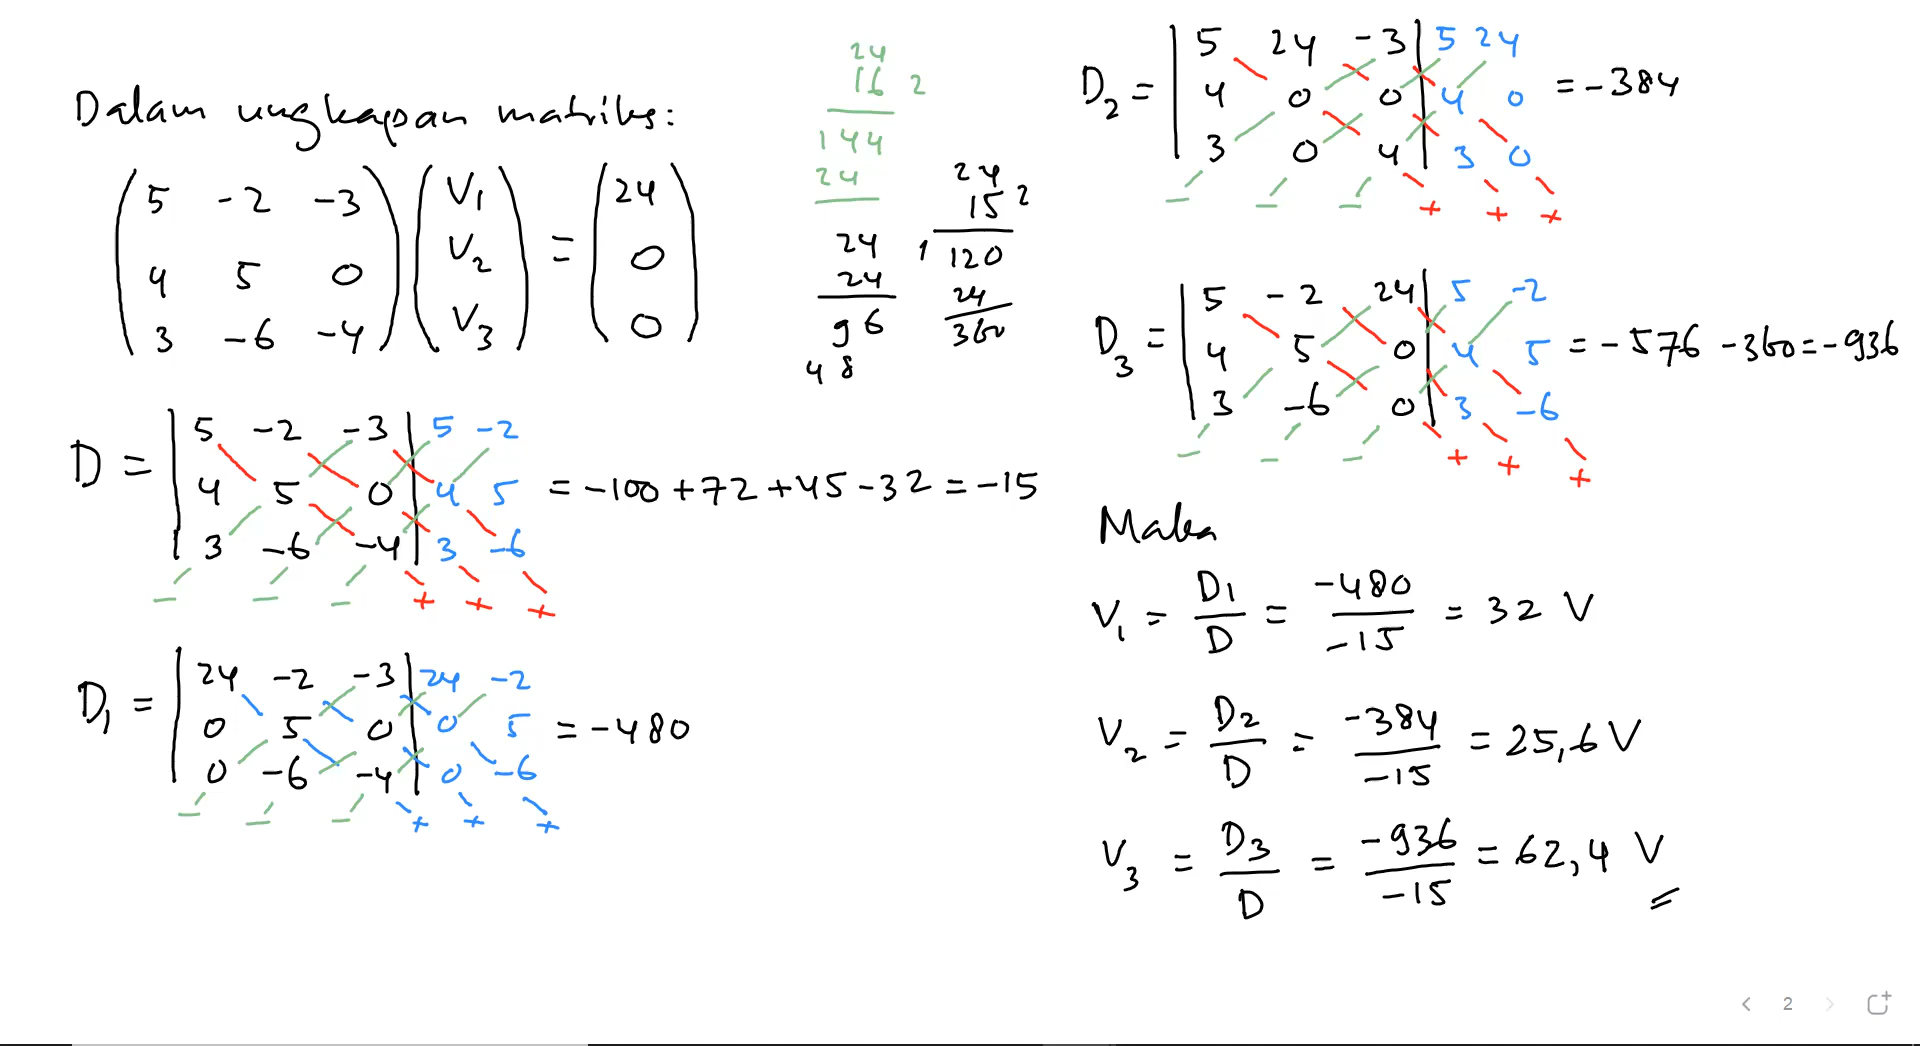 Dalam ungkapan matriks:
5 -2 -3 V1 24
4 5 0 V2 = 0
3 -6 -4 V3 0
24
16 2
144
24
24
24
96
48
24
15 2
1 120
24
360
D = 5 -2 -3 5 -2
4 5 0 4 5 = -100 + 72 + 45 - 32 = -15
3 -6 -4 3 -6
- - - + + +
D1 = 24 -2 -3 24 -2
0 5 0 0 5 = -480
0 -6 -4 0 -6
- - - + + +
D2 = 5 24 -3 5 24
4 0 0 4 0 = -384
3 0 4 3 0
- - - + + +
D3 = 5 -2 24 5 -2
4 5 0 4 5 = -576 - 360 = -936
3 -6 0 3 -6
- - - + + +
Maka
V1 = D1/D = -480/-15 = 32 V
V2 = D2/D = -384/-15 = 25,6 V
V3 = D3/D = -936/-15 = 62,4 V
2